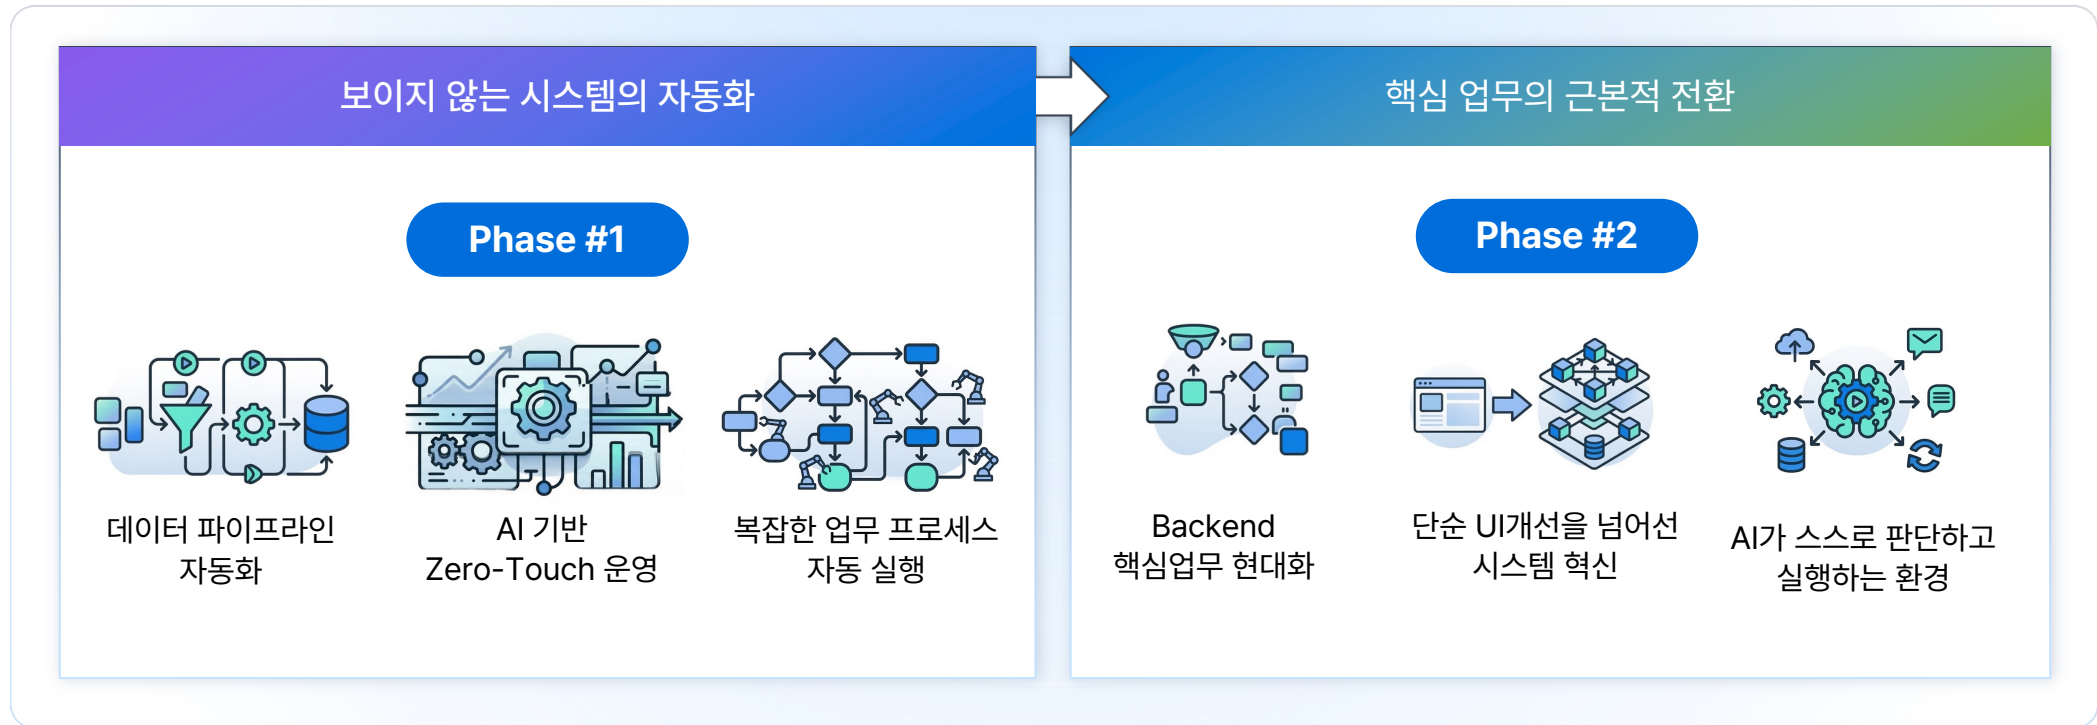 보이지 않는 시스템의 자동화
Phase #1
데이터 파이프라인
자동화
AI 기반
Zero-Touch 운영
복잡한 업무 프로세스
자동 실행
핵심 업무의 근본적 전환
Phase #2
Backend
핵심업무 현대화
단순 UI개선을 넘어선
시스템 혁신
AI가 스스로 판단하고
실행하는 환경